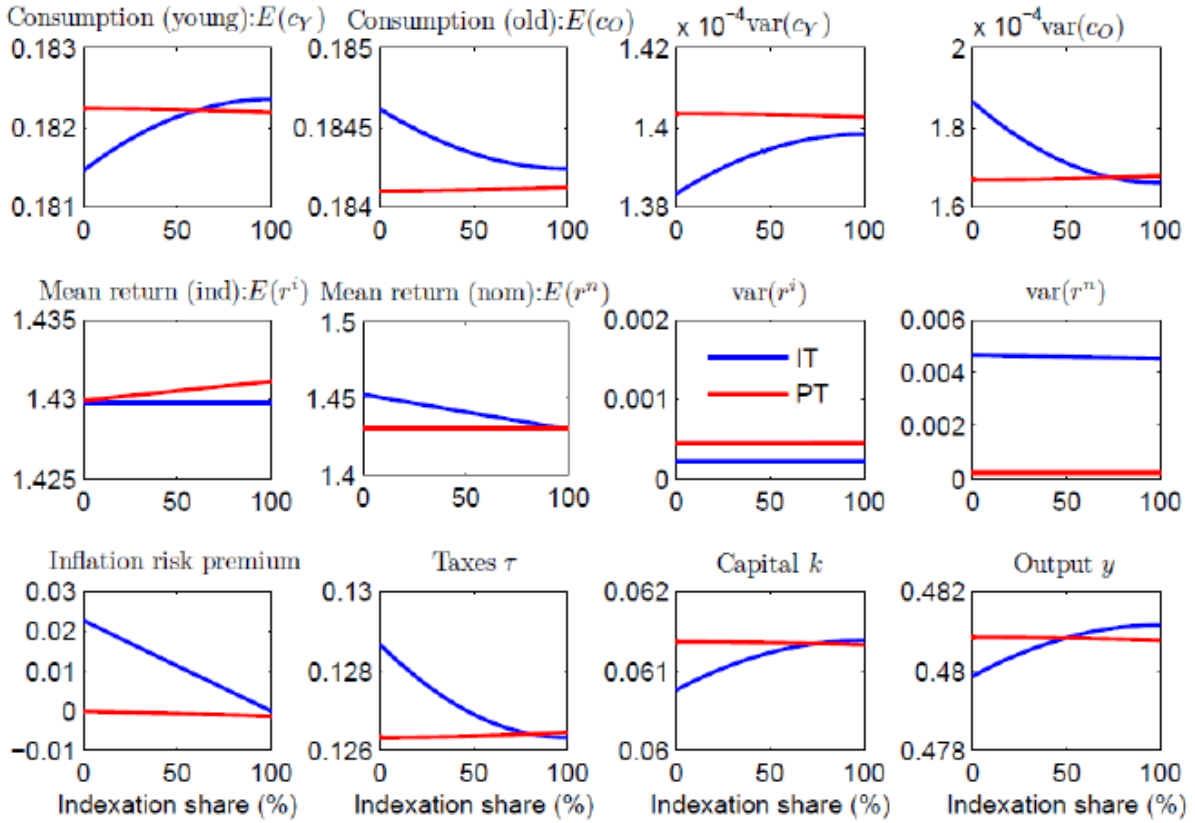 Consumption (young):E(c_Y) Consumption (old):E(c_O) x 10^-4 var(c_Y) x 10^-4 var(c_O)
0.183 0.185 1.42 2
0.182 0.1845 1.4 1.8
0.181 0.184 1.38 1.6
0 50 100 0 50 100 0 50 100 0 50 100
Mean return (ind):E(r^i) Mean return (nom):E(r^n) var(r^i) var(r^n)
1.435 1.5 0.002 0.006
IT
0.004
1.43 1.45 0.001
PT
0.002
1.425 1.4 0 0
0 50 100 0 50 100 0 50 100 0 50 100
Inflation risk premium Taxes τ Capital k Output y
0.03 0.13 0.062 0.482
0.02
0.01 0.128 0.061 0.48
0
−0.01 0.126 0.06 0.478
0 50 100 0 50 100 0 50 100 0 50 100
Indexation share (%) Indexation share (%) Indexation share (%) Indexation share (%)